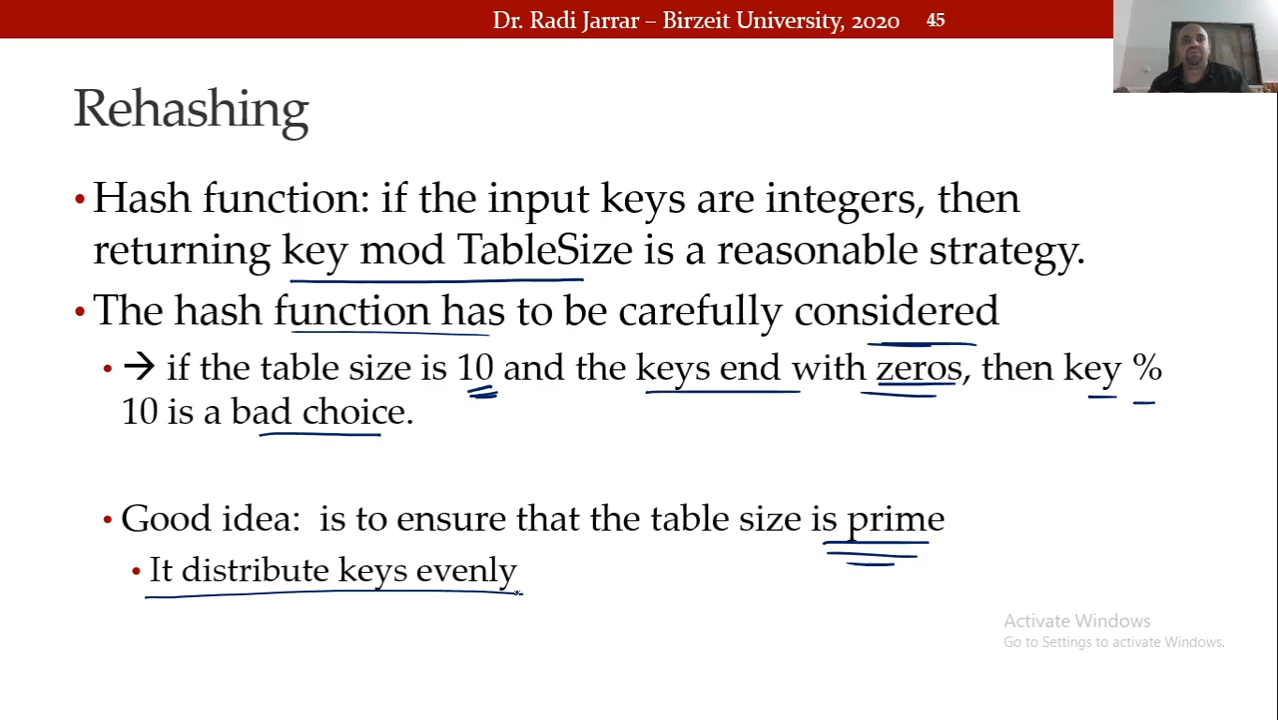 Dr. Radi Jarrar – Birzeit University, 2020 45
Rehashing
• Hash function: if the input keys are integers, then
returning key mod TableSize is a reasonable strategy.
• The hash function has to be carefully considered
• → if the table size is 10 and the keys end with zeros, then key %
10 is a bad choice.
• Good idea: is to ensure that the table size is prime
• It distribute keys evenly
Activate Windows
Go to Settings to activate Windows.